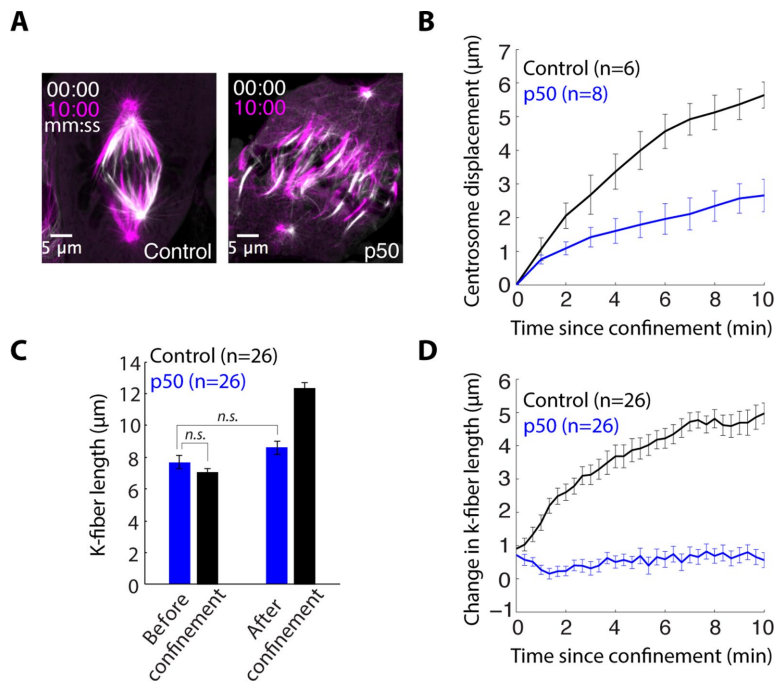 A
00:00
10:00
mm:ss
5 µm
Control
00:00
10:00
5 µm
p50
B
Centrosome displacement (µm)
7
6
5
4
3
2
1
0
Control (n=6)
p50 (n=8)
0 2 4 6 8 10
Time since confinement (min)
C
K-fiber length (µm)
14
12
10
8
6
4
2
0
Control (n=26)
p50 (n=26)
n.s.
n.s.
Before
confinement
After
confinement
D
Change in k-fiber length (µm)
6
5
4
3
2
1
0
−1
Control (n=26)
p50 (n=26)
0 2 4 6 8 10
Time since confinement (min)